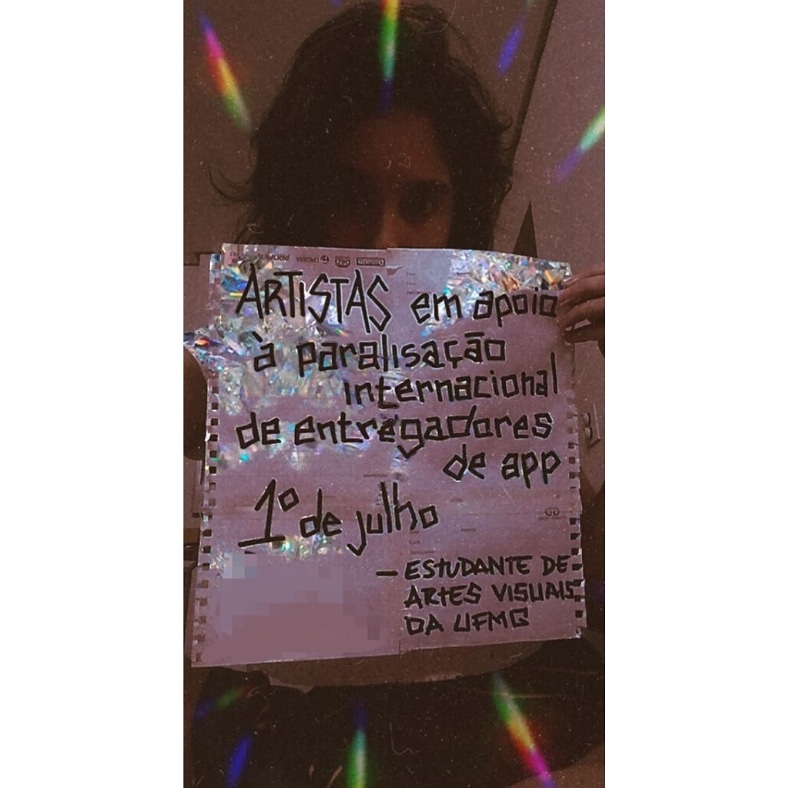 ARTISTAS em apoio
à paralisação
internacional
de entregadores
de app
1º de julho
— ESTUDANTE DE
ARTES VISUAIS
DA UFMG